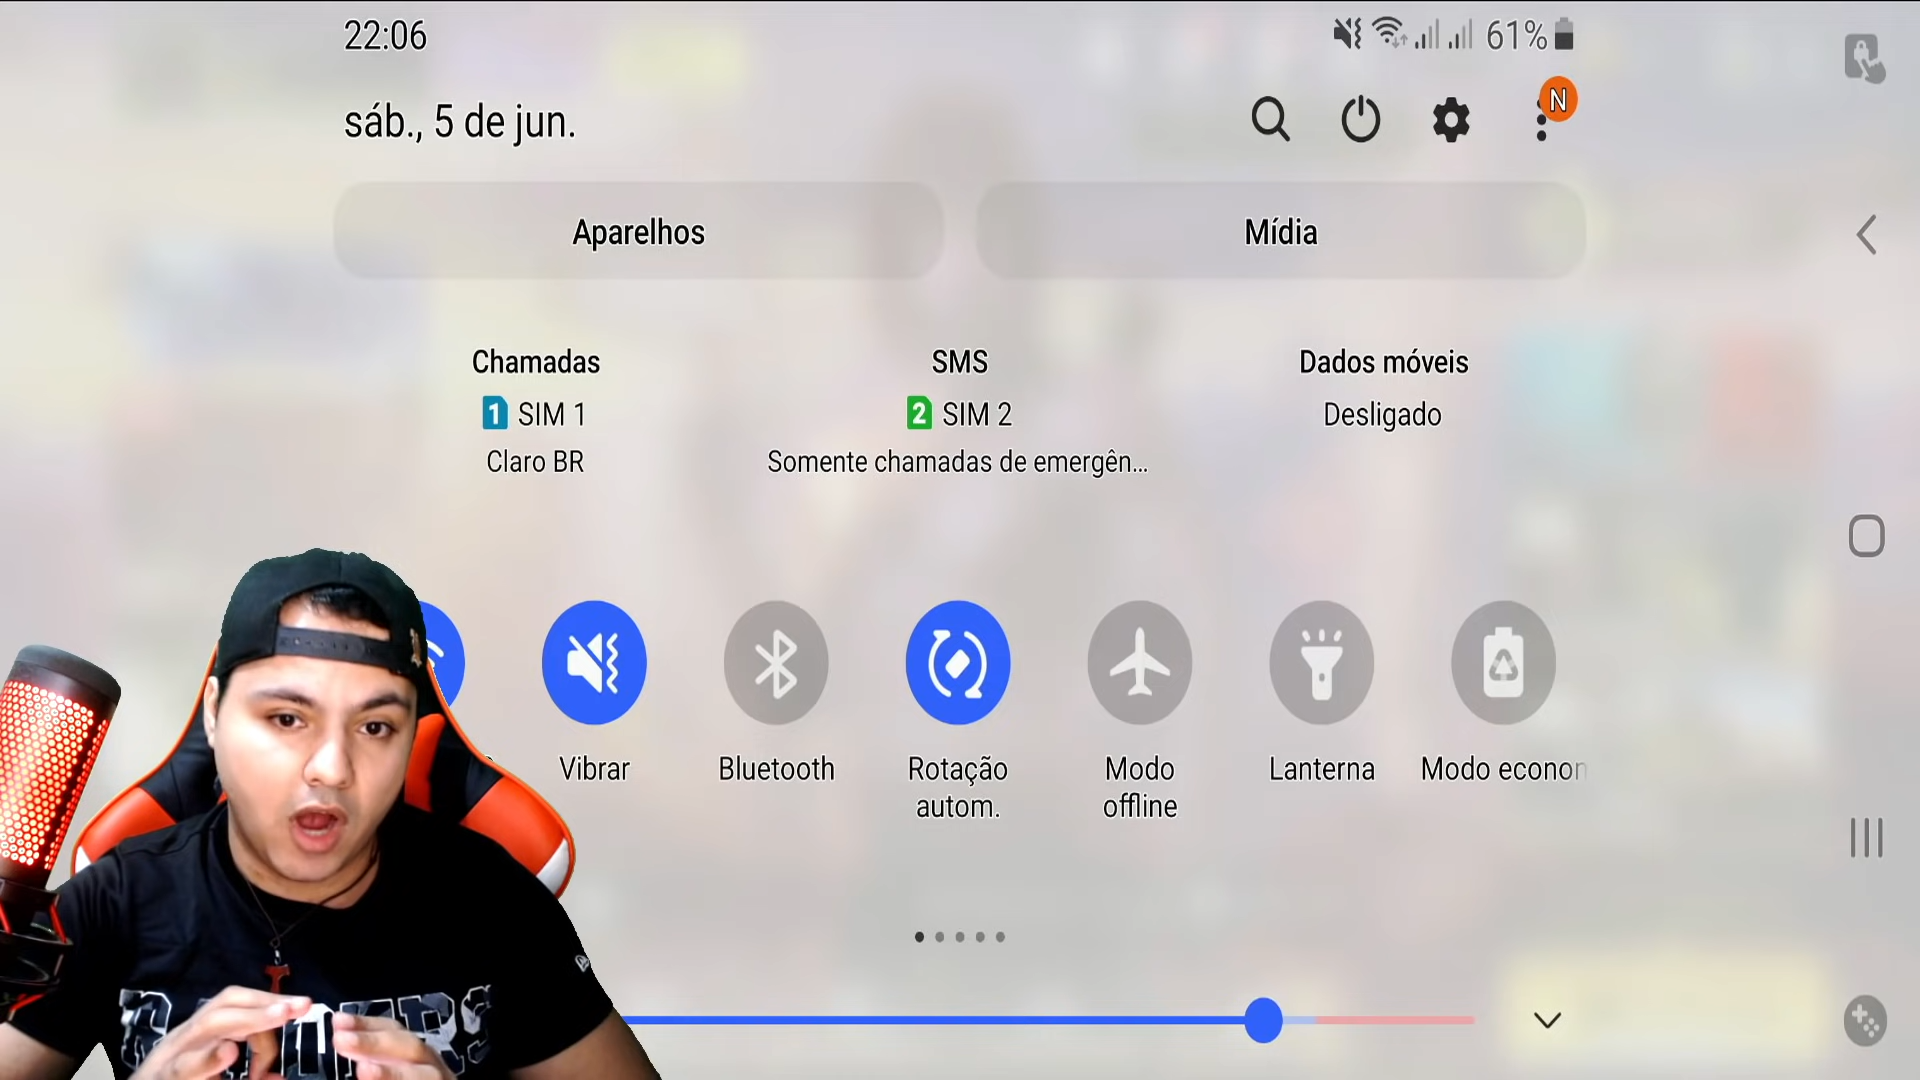 22:06
61%
sáb., 5 de jun.
N
Aparelhos
Mídia
Chamadas
SMS
Dados móveis
1 SIM 1
2 SIM 2
Desligado
Claro BR
Somente chamadas de emergên...
Vibrar
Bluetooth
Rotação
autom.
Modo
offline
Lanterna
Modo econon